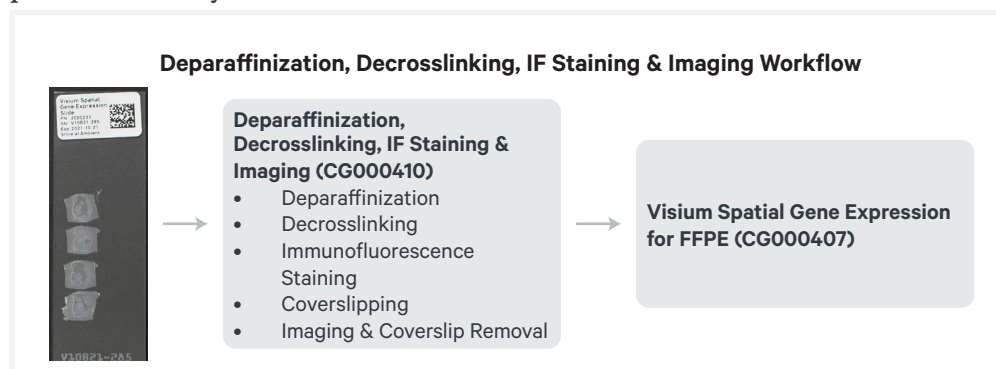 Deparaffinization, Decrosslinking, IF Staining & Imaging Workflow
Visium Spatial
Gene Expression
Slide
V10B21-285
Deparaffinization,
Decrosslinking, IF Staining &
Imaging (CG000410)
• Deparaffinization
• Decrosslinking
• Immunofluorescence
Staining
• Coverslipping
• Imaging & Coverslip Removal
Visium Spatial Gene Expression
for FFPE (CG000407)